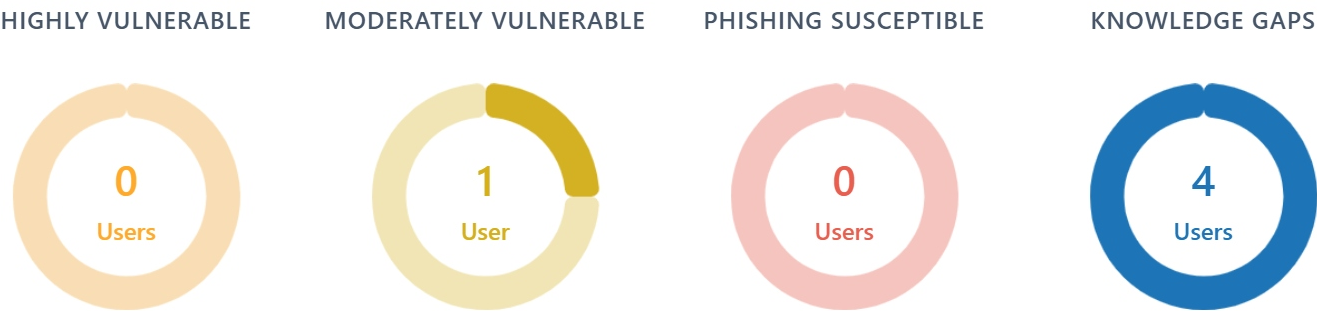 HIGHLY VULNERABLE
0
Users
MODERATELY VULNERABLE
1
User
PHISHING SUSCEPTIBLE
0
Users
KNOWLEDGE GAPS
4
Users